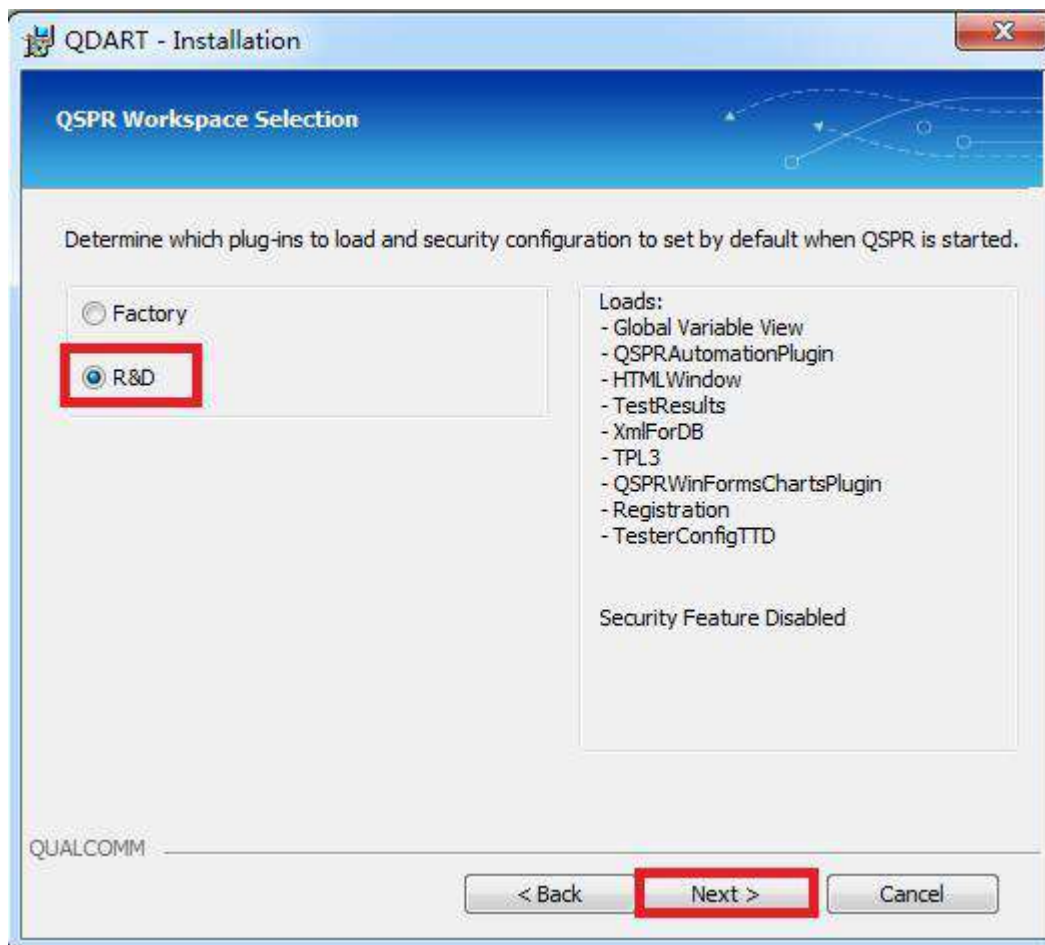 QDART - Installation
QSPR Workspace Selection
Determine which plug-ins to load and security configuration to set by default when QSPR is started.
Factory
R&D
Loads:
- Global Variable View
- QSPRAutomationPlugin
- HTMLWindow
- TestResults
- XmlForDB
- TPL3
- QSPRWinFormsChartsPlugin
- Registration
- TesterConfigTTD
Security Feature Disabled
QUALCOMM
< Back
Next >
Cancel